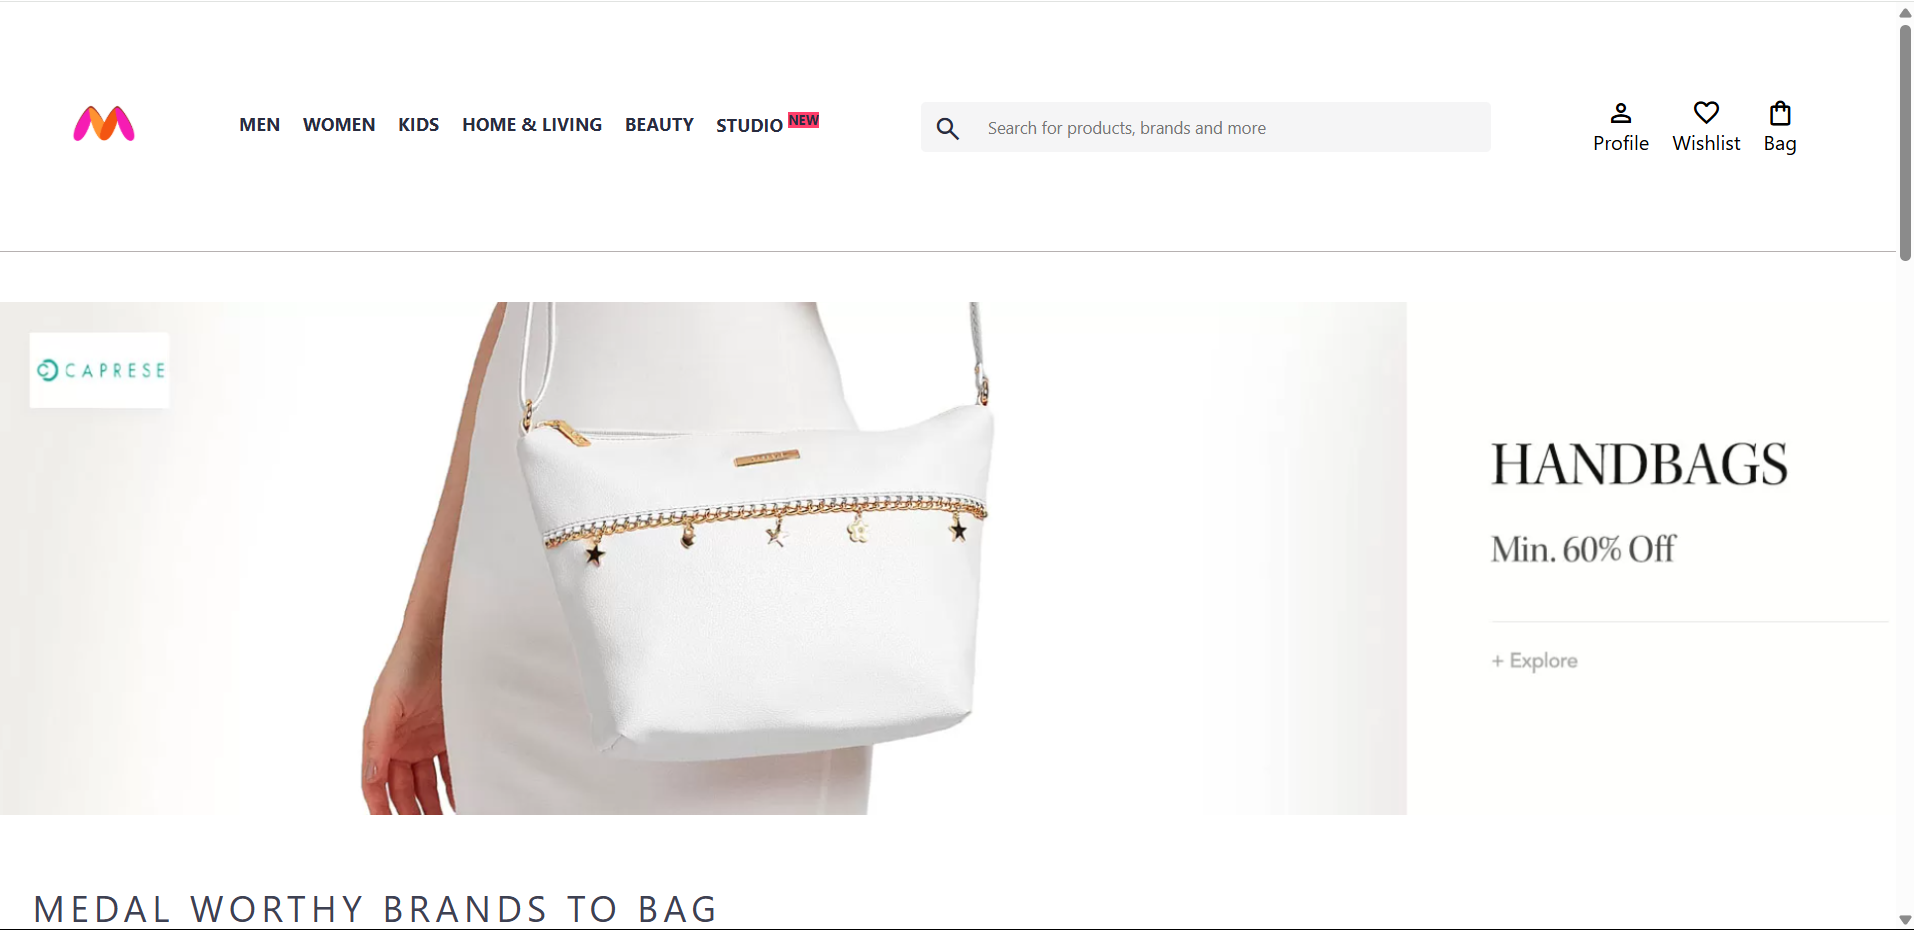 MEN WOMEN KIDS HOME & LIVING BEAUTY STUDIO NEW
Search for products, brands and more
Profile Wishlist Bag
CAPRESE
HANDBAGS
Min. 60% Off
+ Explore
MEDAL WORTHY BRANDS TO BAG